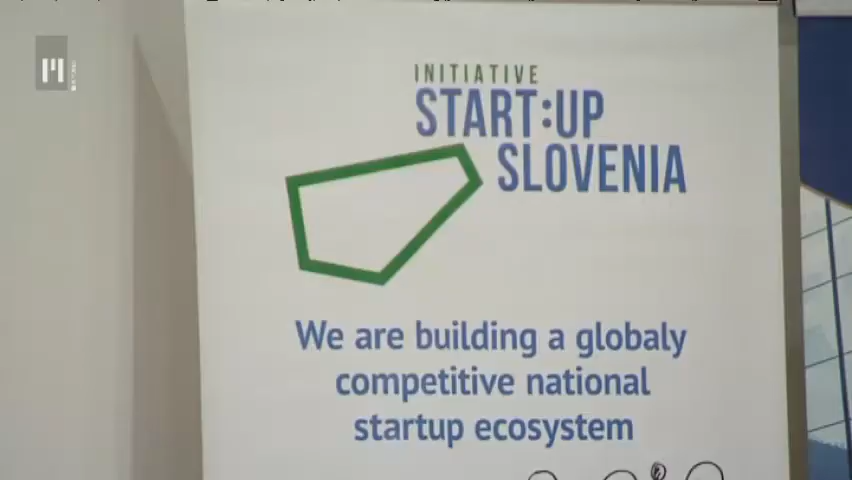 INITIATIVE
START:UP
SLOVENIA
We are building a globaly
competitive national
startup ecosystem